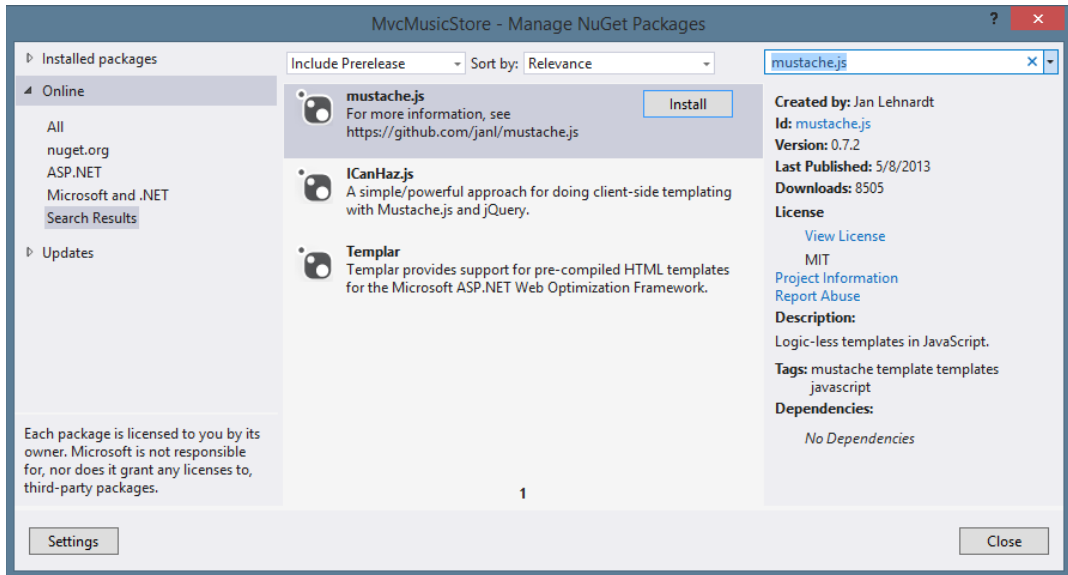 MvcMusicStore - Manage NuGet Packages
?
×
Installed packages
Online
All
nuget.org
ASP.NET
Microsoft and .NET
Search Results
Updates
Each package is licensed to you by its
owner. Microsoft is not responsible
for, nor does it grant any licenses to,
third-party packages.
Settings
Include Prerelease
Sort by: Relevance
mustache.js
For more information, see
https://github.com/janl/mustache.js
Install
ICanHaz.js
A simple/powerful approach for doing client-side templating
with Mustache.js and jQuery.
Templar
Templar provides support for pre-compiled HTML templates
for the Microsoft ASP.NET Web Optimization Framework.
1
mustache.js
×
Created by: Jan Lehnardt
Id: mustache.js
Version: 0.7.2
Last Published: 5/8/2013
Downloads: 8505
License
View License
MIT
Project Information
Report Abuse
Description:
Logic-less templates in JavaScript.
Tags: mustache template templates
javascript
Dependencies:
No Dependencies
Close